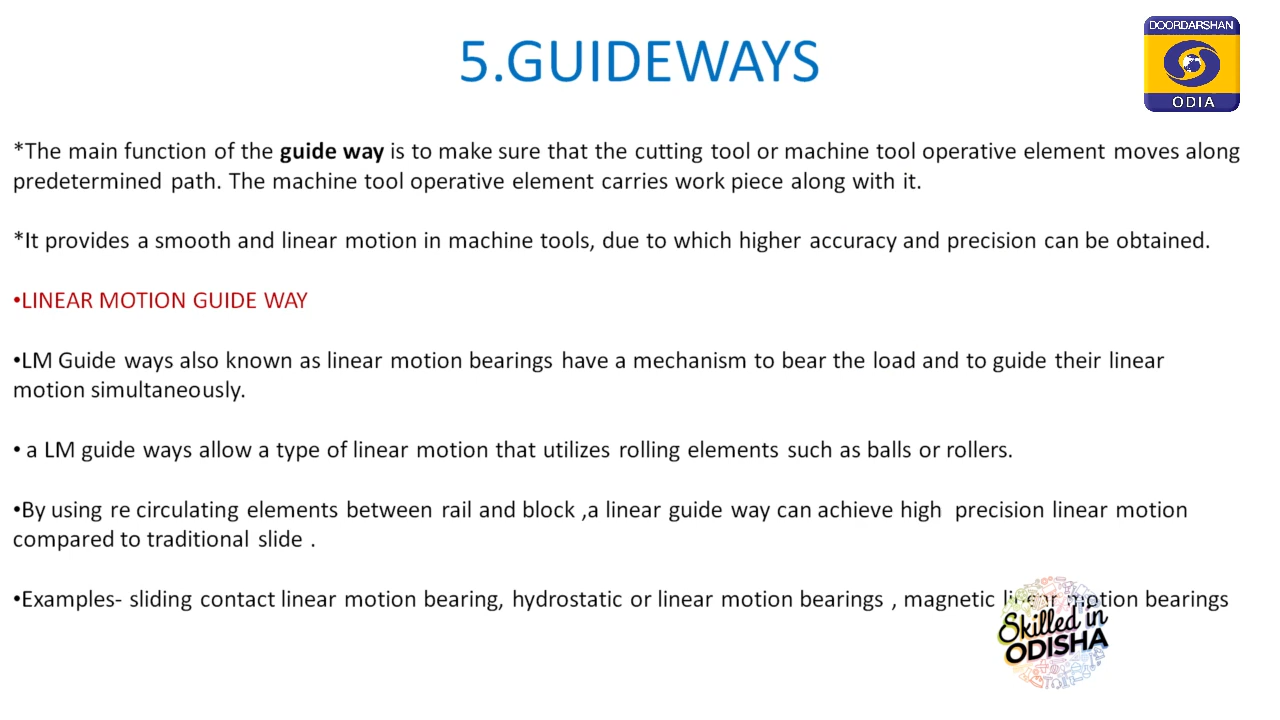 5.GUIDEWAYS
DOORDARSHAN
ODIA
*The main function of the guide way is to make sure that the cutting tool or machine tool operative element moves along
predetermined path. The machine tool operative element carries work piece along with it.
*It provides a smooth and linear motion in machine tools, due to which higher accuracy and precision can be obtained.
•LINEAR MOTION GUIDE WAY
•LM Guide ways also known as linear motion bearings have a mechanism to bear the load and to guide their linear
motion simultaneously.
• a LM guide ways allow a type of linear motion that utilizes rolling elements such as balls or rollers.
•By using re circulating elements between rail and block ,a linear guide way can achieve high  precision linear motion
compared to traditional slide .
•Examples- sliding contact linear motion bearing, hydrostatic or linear motion bearings , magnetic linear motion bearings
Skilled in
ODISHA